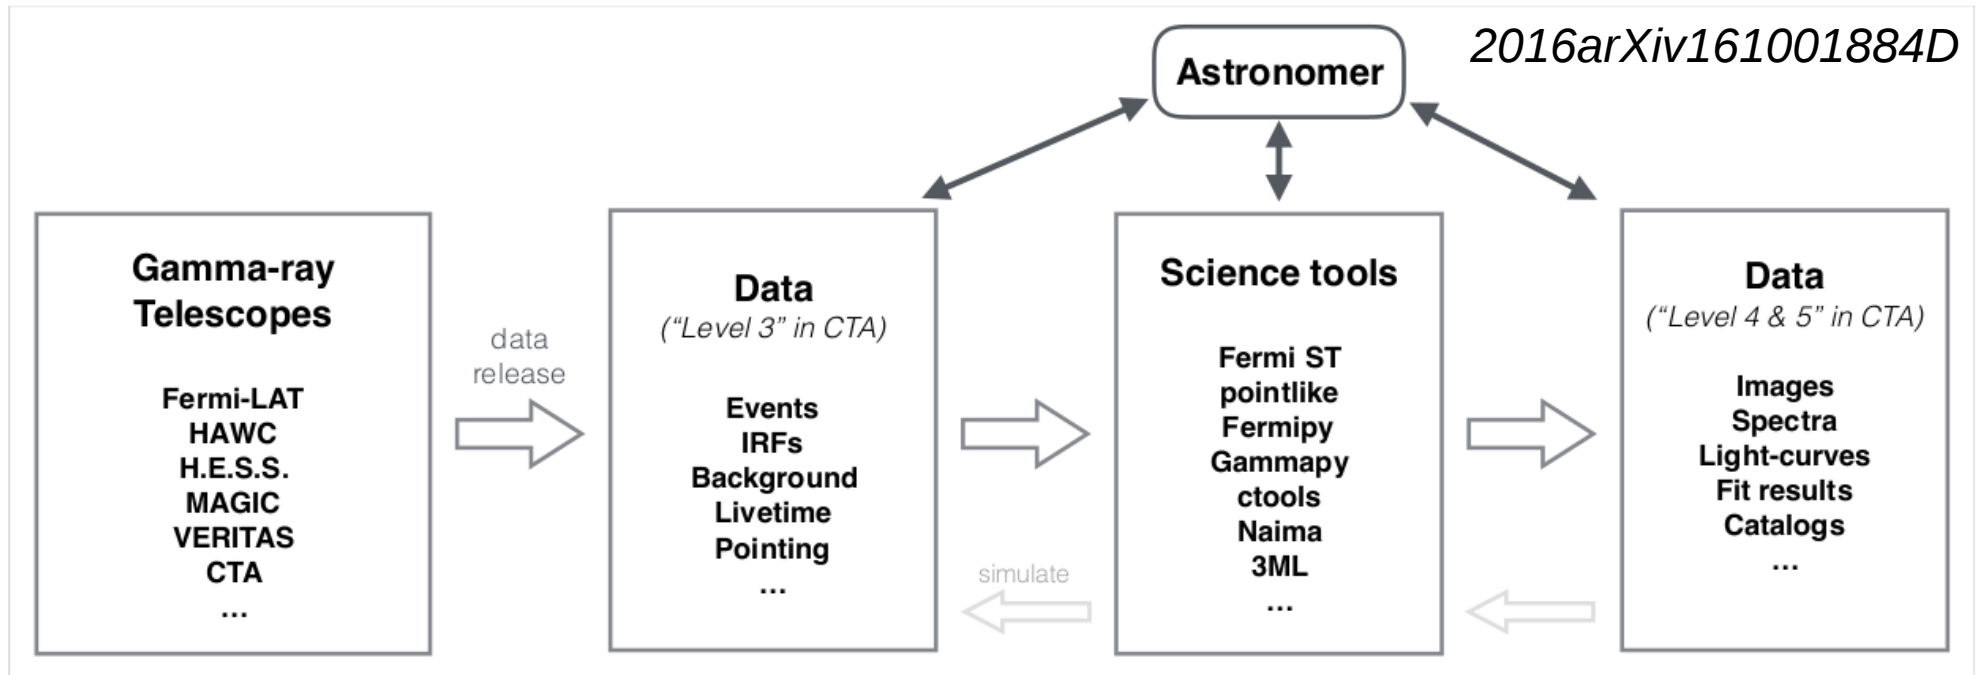 Astronomer
2016arXiv161001884D
Gamma-ray
Telescopes
Fermi-LAT
HAWC
H.E.S.S.
MAGIC
VERITAS
CTA
...
data
release
Data
(“Level 3” in CTA)
Events
IRFs
Background
Livetime
Pointing
...
simulate
Science tools
Fermi ST
pointlike
Fermipy
Gammapy
ctools
Naima
3ML
...
Data
(“Level 4 & 5” in CTA)
Images
Spectra
Light-curves
Fit results
Catalogs
...